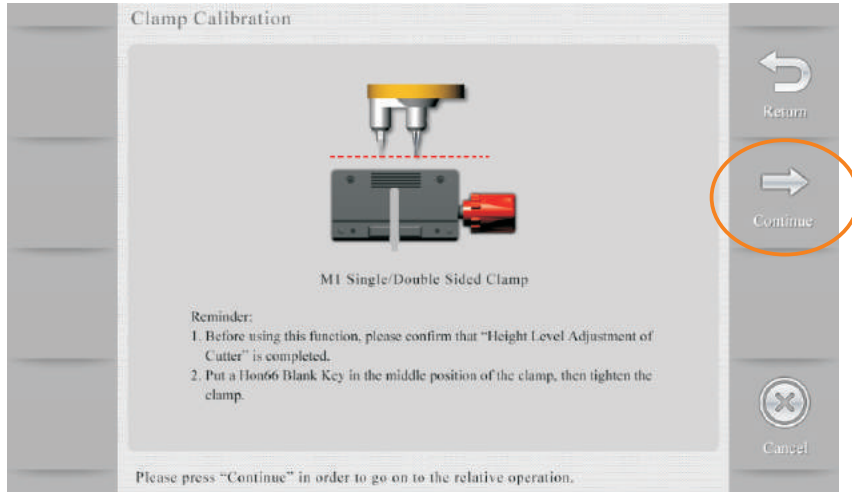 Clamp Calibration
Return
Continue
M1 Single/Double Sided Clamp
Reminder:
1. Before using this function, please confirm that “Height Level Adjustment of
Cutter” is completed.
2. Put a Hon66 Blank Key in the middle position of the clamp, then tighten the
clamp.
Cancel
Please press “Continue” in order to go on to the relative operation.